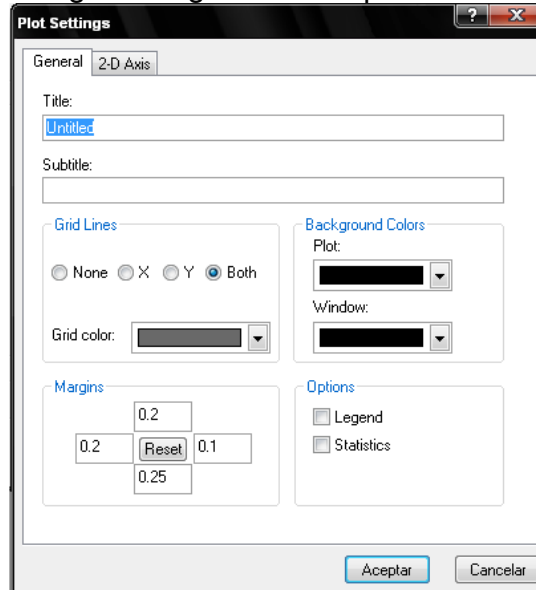 Plot Settings
?
X
General
2-D Axis
Title:
Untitled
Subtitle:
Grid Lines
None X Y Both
Grid color:
Background Colors
Plot:
Window:
Margins
0.2
0.2 Reset 0.1
0.25
Options
Legend
Statistics
Aceptar
Cancelar